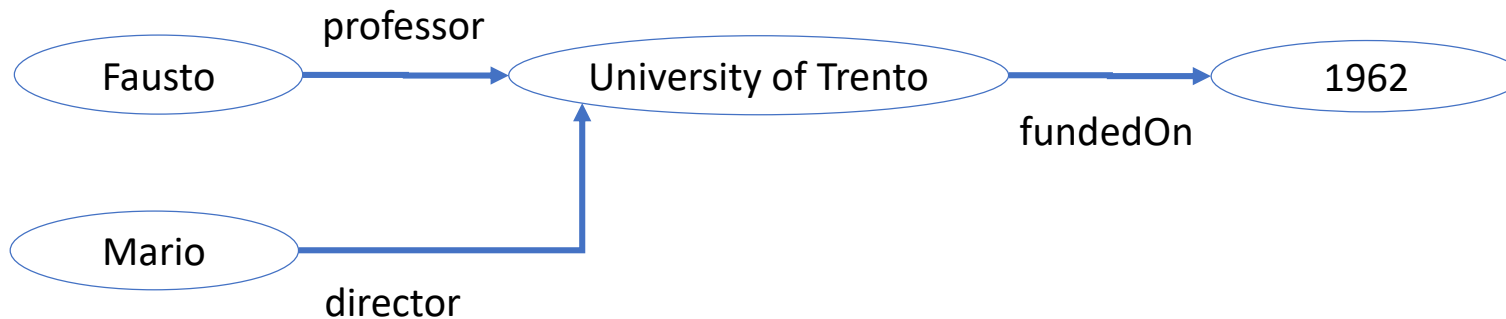 professor
Fausto
University of Trento
1962
fundedOn
Mario
director